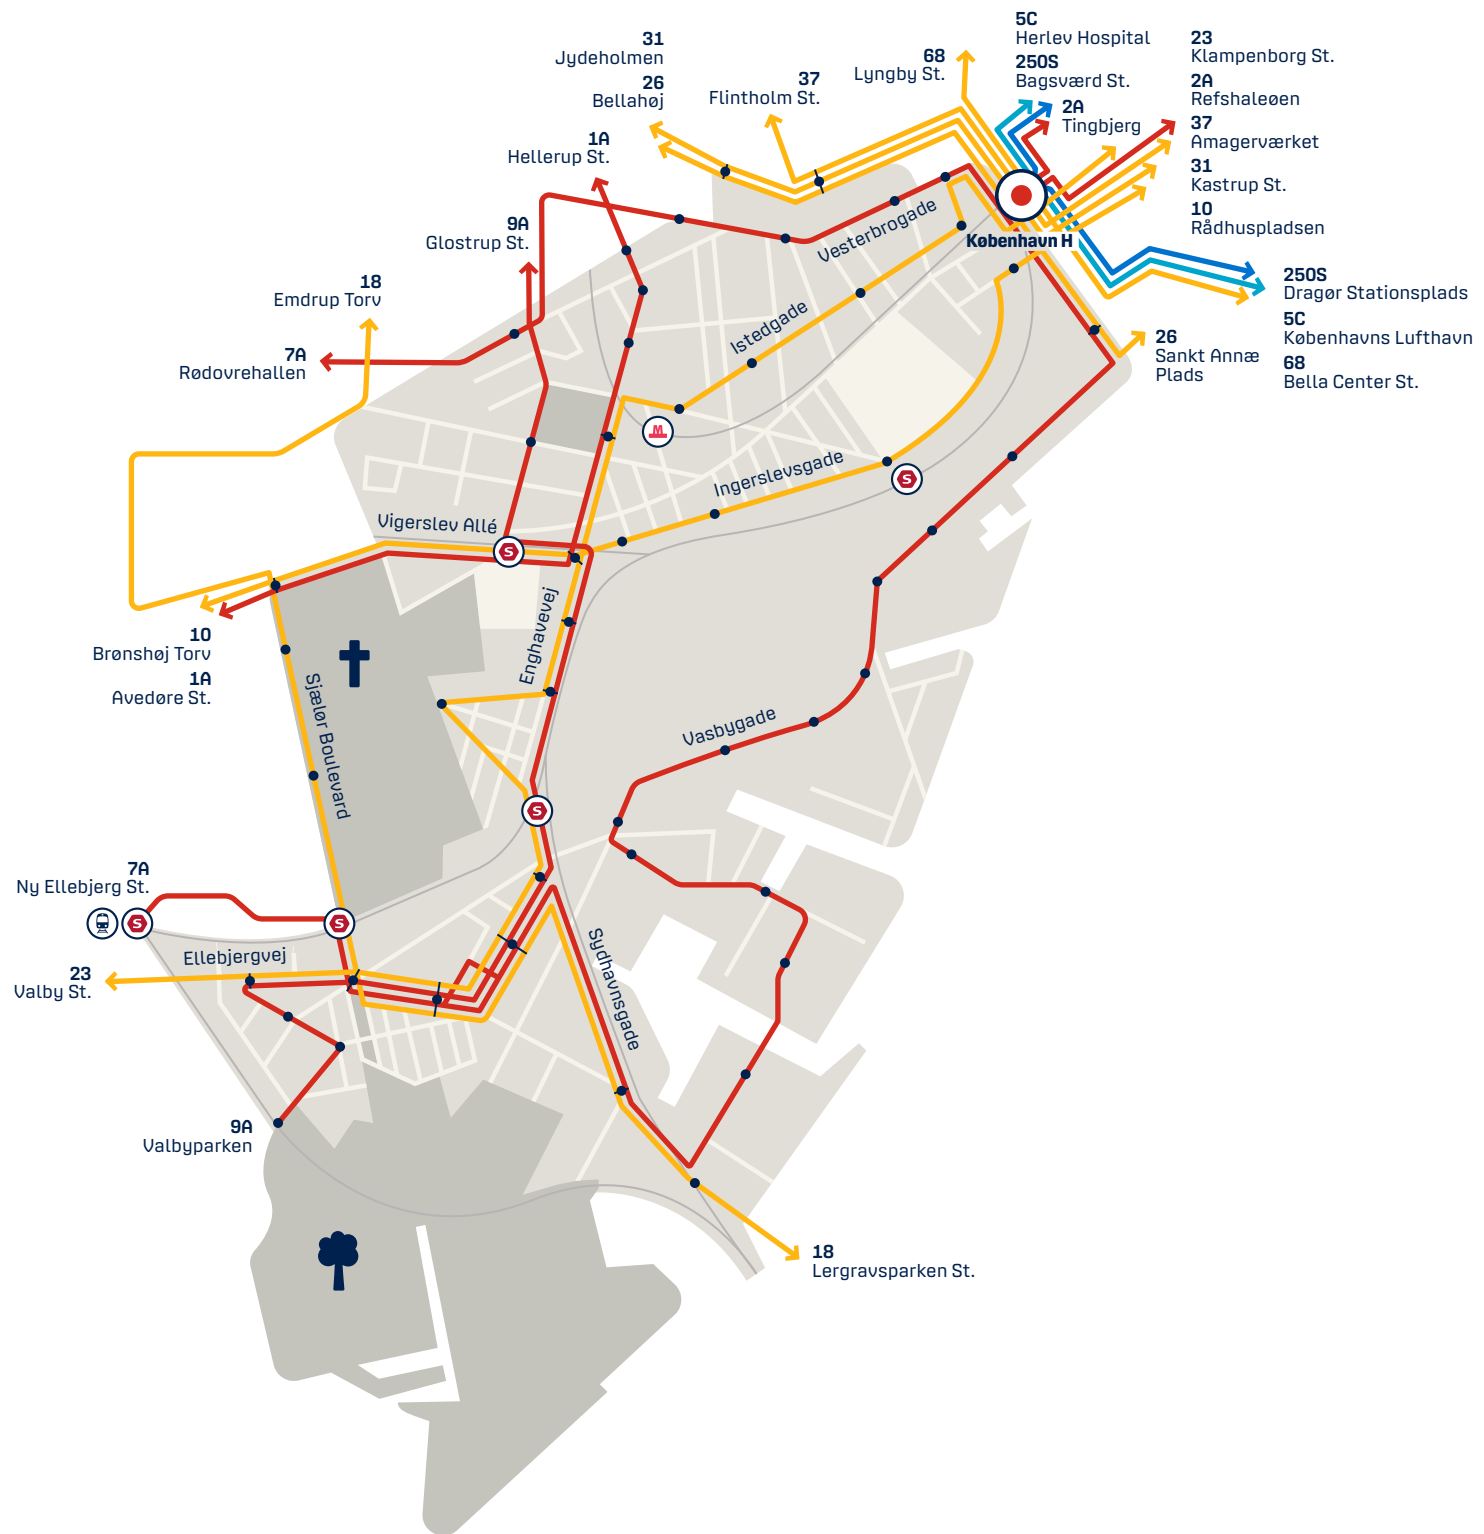 5C
Herlev Hospital
250S
Bagsværd St.
2A
Tingbjerg
23
Klampenborg St.
2A
Refshaleøen
37
Amagerværket
31
Kastrup St.
10
Rådhuspladsen
31
Jydeholmen
26
Bellahøj
37
Flintholm St.
68
Lyngby St.
1A
Hellerup St.
9A
Glostrup St.
18
Emdrup Torv
7A
Rødovrehallen
Vesterbrogade
København H
250S
Dragør Stationsplads
5C
Københavns Lufthavn
68
Bella Center St.
26
Sankt Annæ
Plads
Istedgade
M
Ingerslevsgade
S
Vigerslev Allé
S
Enghavevej
10
Brønshøj Torv
1A
Avedøre St.
Sjælør Boulevard
Vasbygade
S
7A
Ny Ellebjerg St.
S
S
Ellebjergvej
23
Valby St.
Sydhavnsgade
9A
Valbyparken
18
Lergravsparken St.